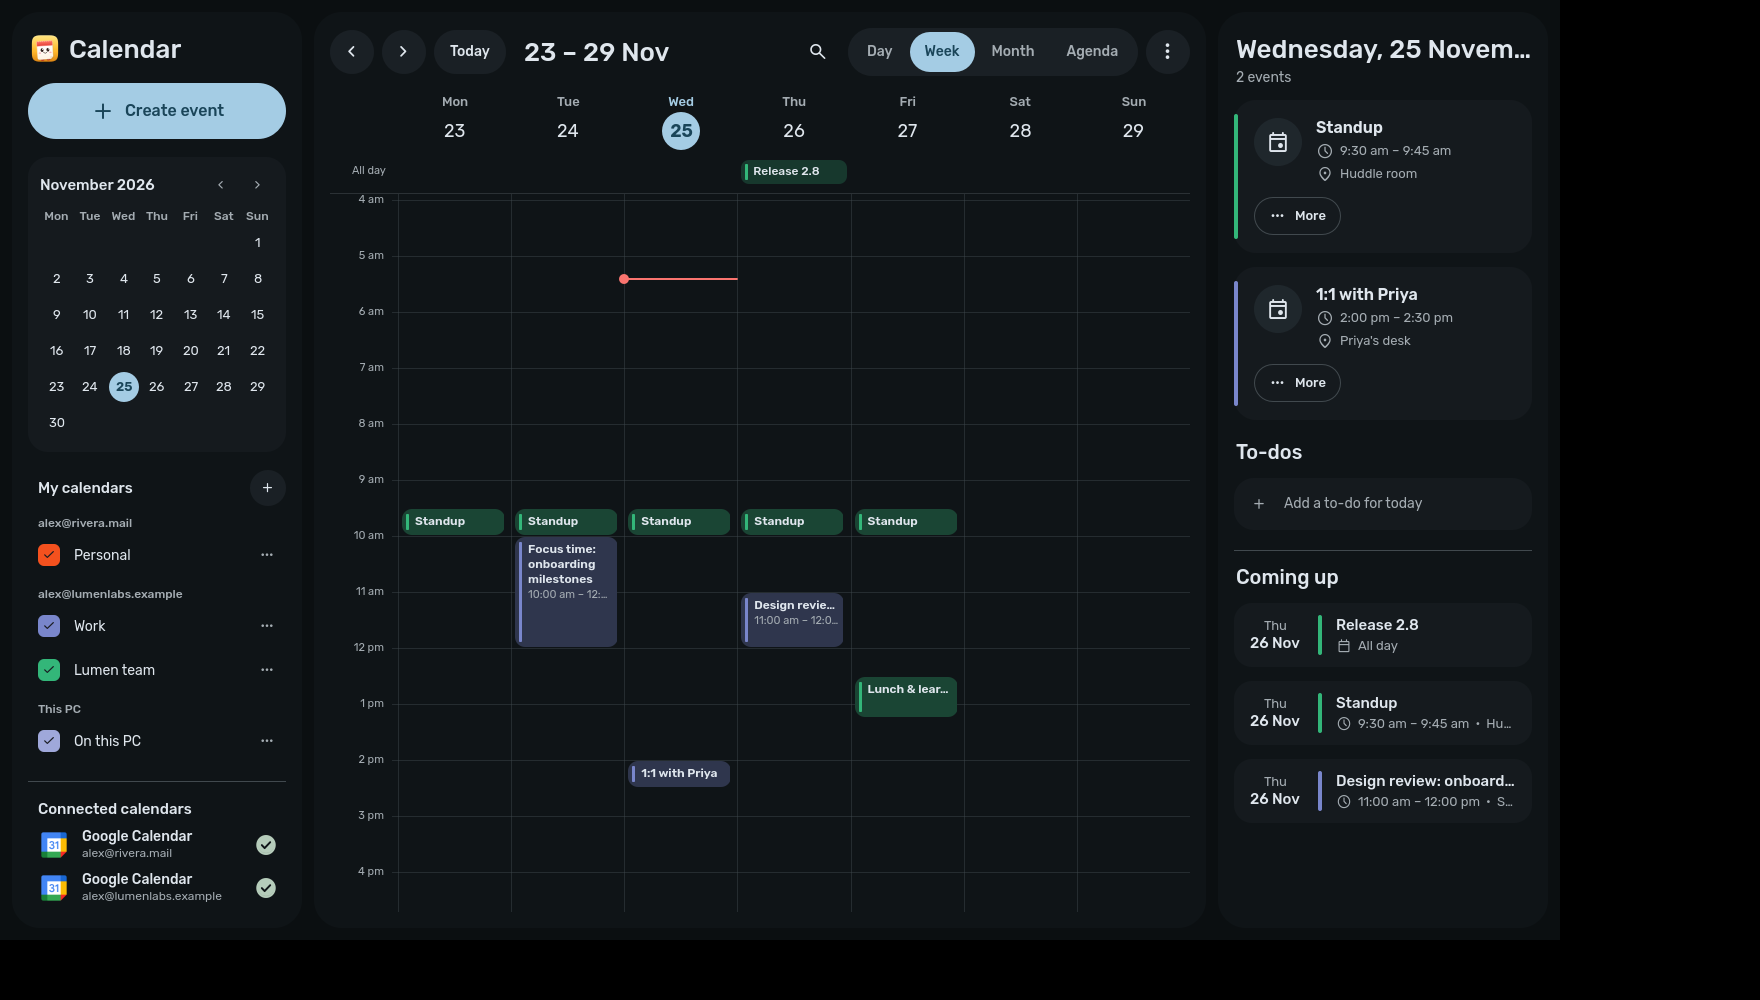 Calendar
Create event
November 2026
Mon Tue Wed Thu Fri Sat Sun
1
2 3 4 5 6 7 8
9 10 11 12 13 14 15
16 17 18 19 20 21 22
23 24 25 26 27 28 29
30
My calendars
alex@rivera.mail
Personal
alex@lumenlabs.example
Work
Lumen team
This PC
On this PC
Connected calendars
Google Calendar
31
alex@rivera.mail
Google Calendar
31
alex@lumenlabs.example
Today
23 – 29 Nov
Day Week Month Agenda
Mon Tue Wed Thu Fri Sat Sun
23 24 25 26 27 28 29
All day
Release 2.8
4 am
5 am
6 am
7 am
8 am
9 am
Standup Standup Standup Standup Standup
10 am
Focus time:
onboarding
milestones
10:00 am – 12:...
11 am
Design revie...
11:00 am – 12:0...
12 pm
Lunch & lear...
1 pm
2 pm
1:1 with Priya
3 pm
4 pm
Wednesday, 25 Novem...
2 events
Standup
9:30 am – 9:45 am
Huddle room
More
1:1 with Priya
2:00 pm – 2:30 pm
Priya's desk
More
To-dos
Add a to-do for today
Coming up
Thu
26 Nov
Release 2.8
All day
Thu
26 Nov
Standup
9:30 am – 9:45 am • Hu...
Thu
26 Nov
Design review: onboard...
11:00 am – 12:00 pm • S...